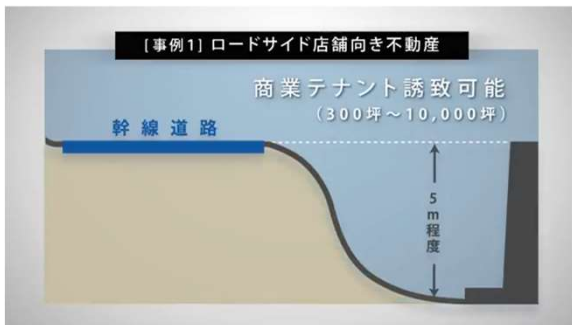 [事例1] ロードサイド店舗向き不動産
商業テナント誘致可能
（300坪～10,000坪）
幹線道路
5m程度